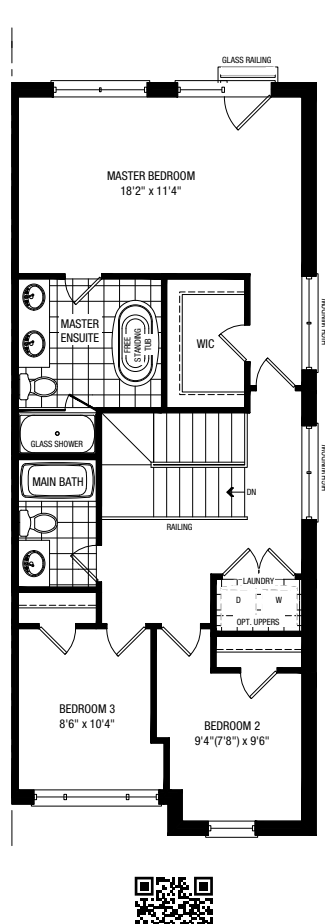 GLASS RAILING
MASTER BEDROOM
18'2" x 11'4"
MASTER
ENSUITE
FREE
STANDING
TUB
WIC
GLASS SHOWER
MAIN BATH
DN
RAILING
LAUNDRY
D W
OPT. UPPERS
BEDROOM 3
8'6" x 10'4"
BEDROOM 2
9'4"(7'8") x 9'6"